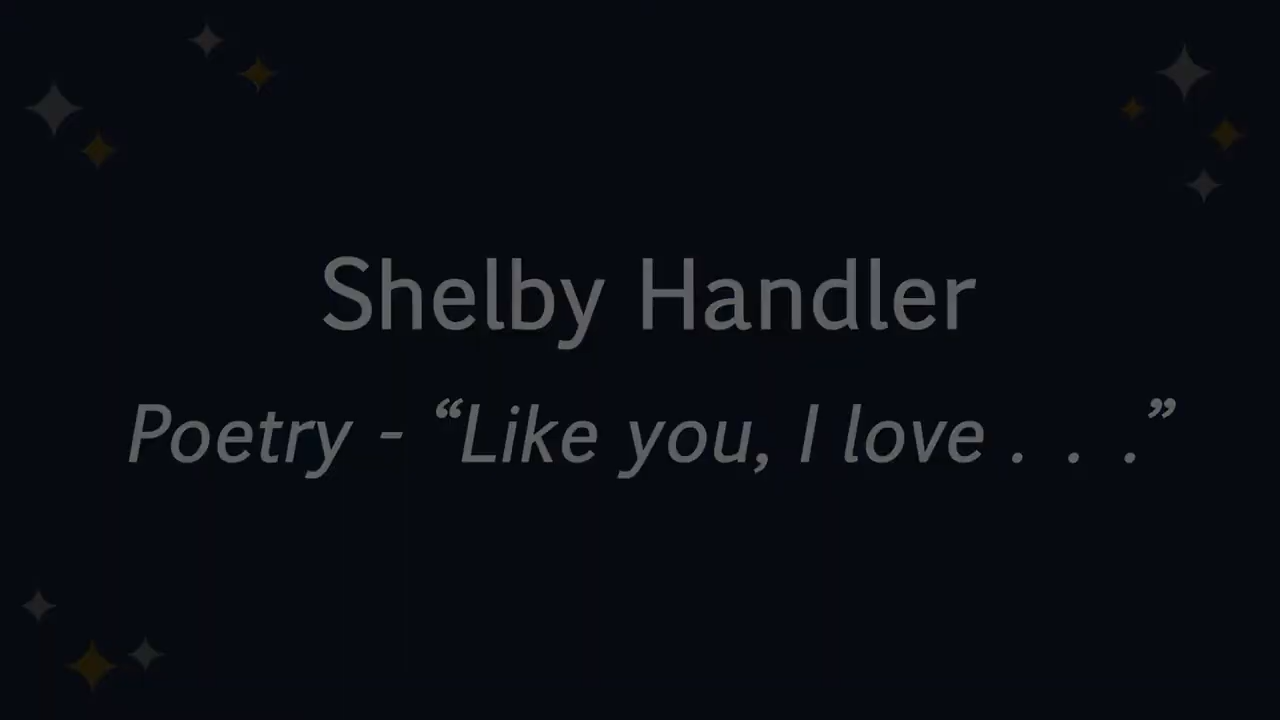 Shelby Handler
Poetry - “Like you, I love . . .”